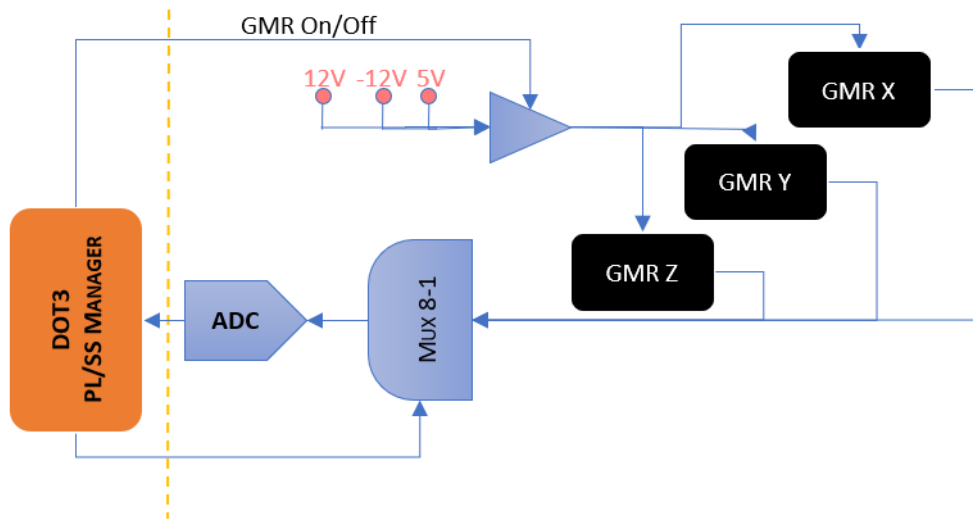 GMR On/Off
12V -12V 5V
GMR X
GMR Y
GMR Z
DOT3
PL/SS MANAGER
ADC
MUX 8-1